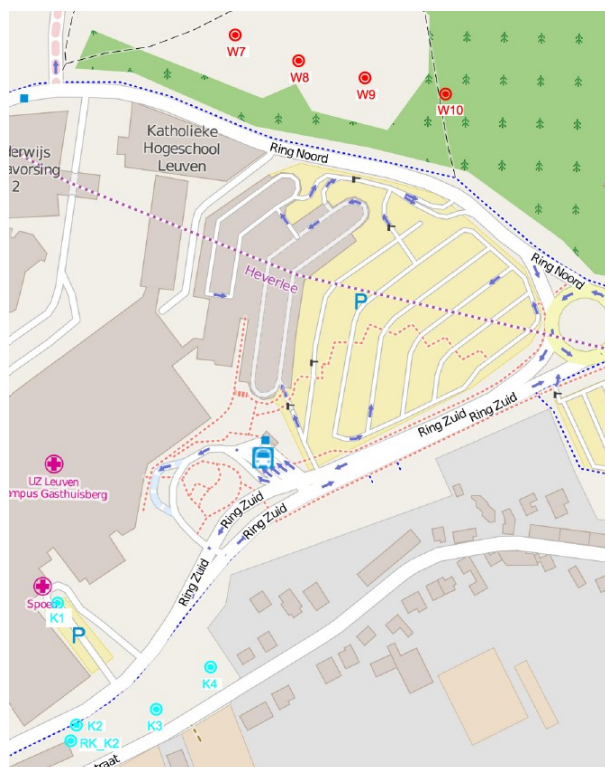 W7
W8
W9
W10
Katholieke
Hogeschool
Leuven
derwijs
avorsing
2
Ring Noord
Heverlee
P
Ring Noord
Ring Zuid
Ring Zuid
UZ Leuven
ampus Gasthuisberg
Ring Zuid
Ring Zuid
Ring Zuid
Spoed
K1
P
K4
K3
K2
RK_K2
straat